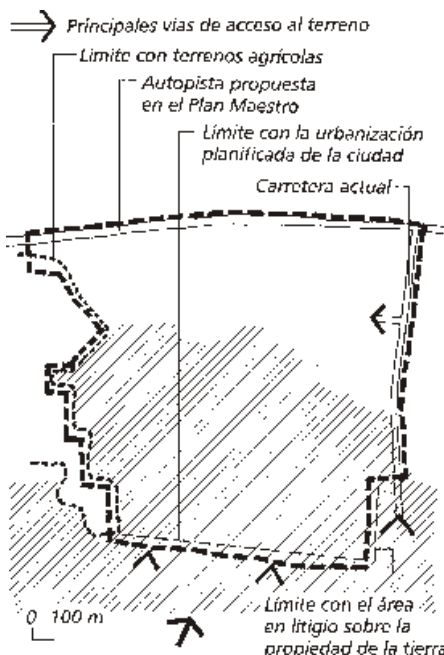 Principales vías de acceso al terreno
Límite con terrenos agrícolas
Autopista propuesta
en el Plan Maestro
Límite con la urbanización
planificada de la ciudad
Carretera actual
0 100 m
Límite con el área
en litigio sobre la
propiedad de la tierra